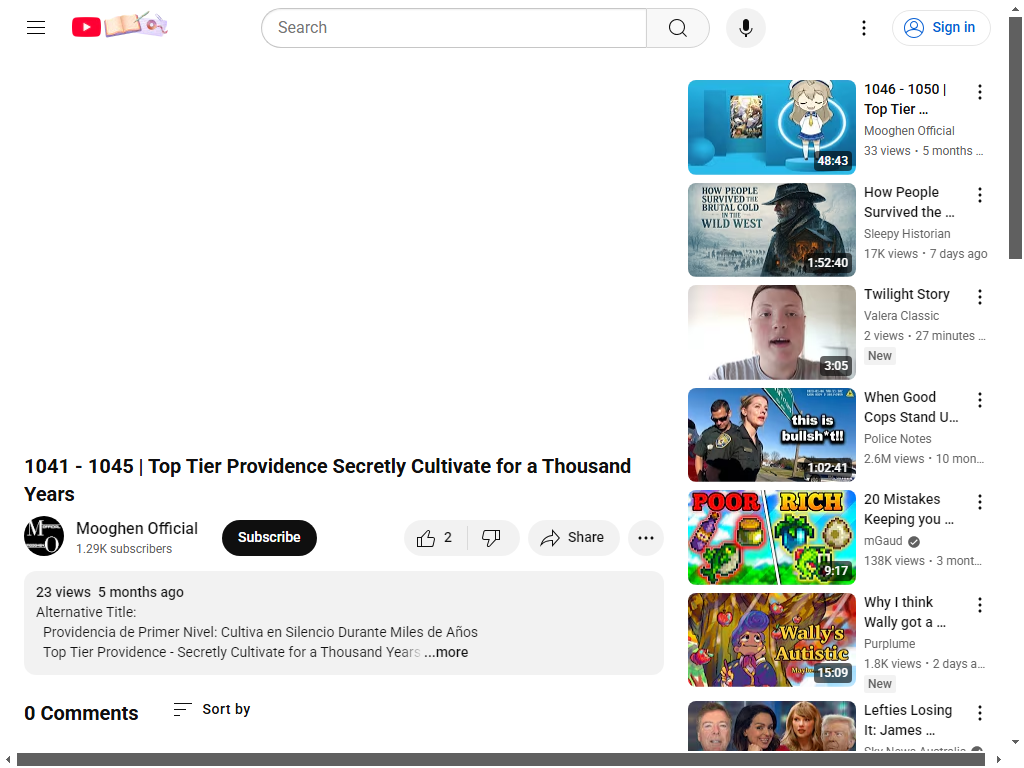 Search
Sign in
1041 - 1045 | Top Tier Providence Secretly Cultivate for a Thousand
Years
Mooghen Official
1.29K subscribers
Subscribe
2
Share
23 views 5 months ago
Alternative Title:
Providencia de Primer Nivel: Cultiva en Silencio Durante Miles de Años
Top Tier Providence - Secretly Cultivate for a Thousand Years ...more
0 Comments
Sort by
48:43
1046 - 1050 |
Top Tier ...
Mooghen Official
33 views • 5 months ...
HOW PEOPLE
SURVIVED THE
BRUTAL COLD
IN THE
WILD WEST
1:52:40
How People
Survived the ...
Sleepy Historian
17K views • 7 days ago
3:05
Twilight Story
Valera Classic
2 views • 27 minutes ...
New
this is
bullsh*t!!
1:02:41
When Good
Cops Stand U...
Police Notes
2.6M views • 10 mon...
POOR RICH
9:17
20 Mistakes
Keeping you ...
mGaud
138K views • 3 mont...
Wally's
Autistic
15:09
Why I think
Wally got a ...
Purplume
1.8K views • 2 days a...
New
Lefties Losing
It: James ...
Sky News Australia